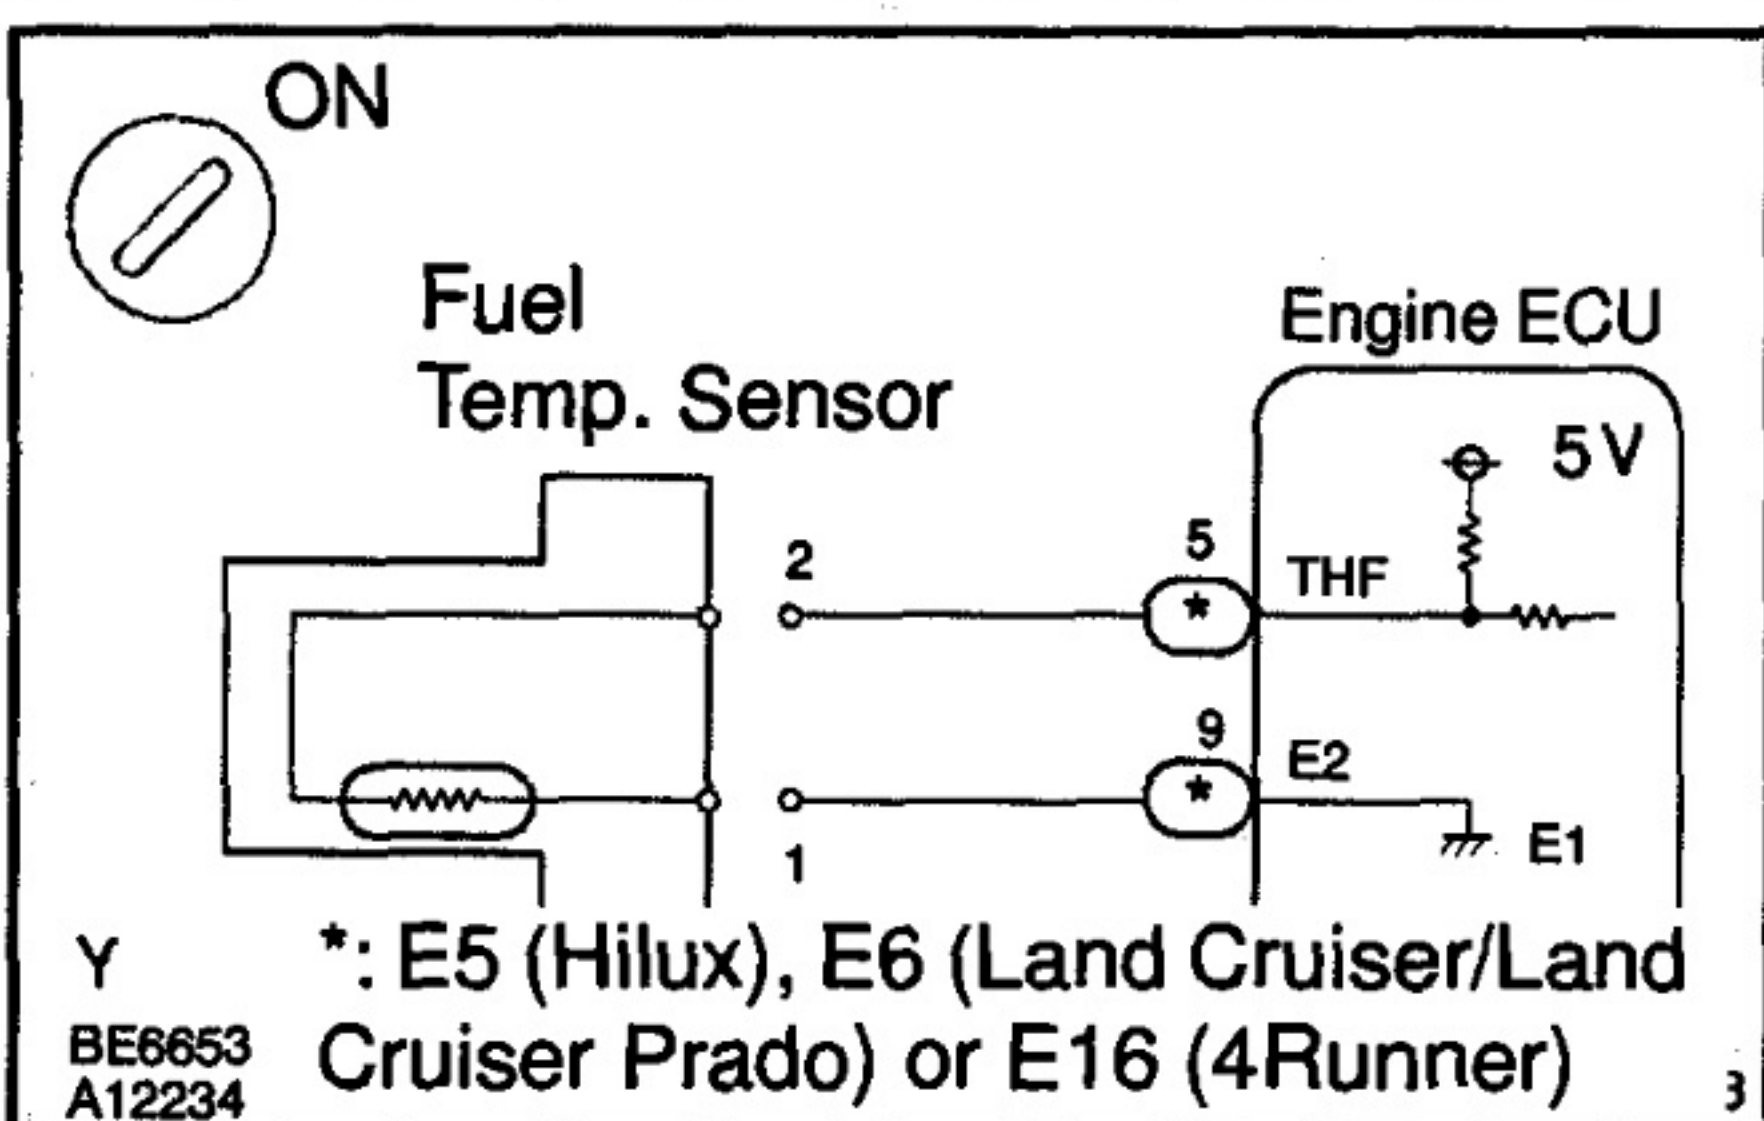 ON
Fuel
Temp. Sensor
Engine ECU
5 V
2
5
*
THF
9
*
E2
1
E1
Y
*: E5 (Hilux), E6 (Land Cruiser/Land
Cruiser Prado) or E16 (4Runner)
BE6653
A12234